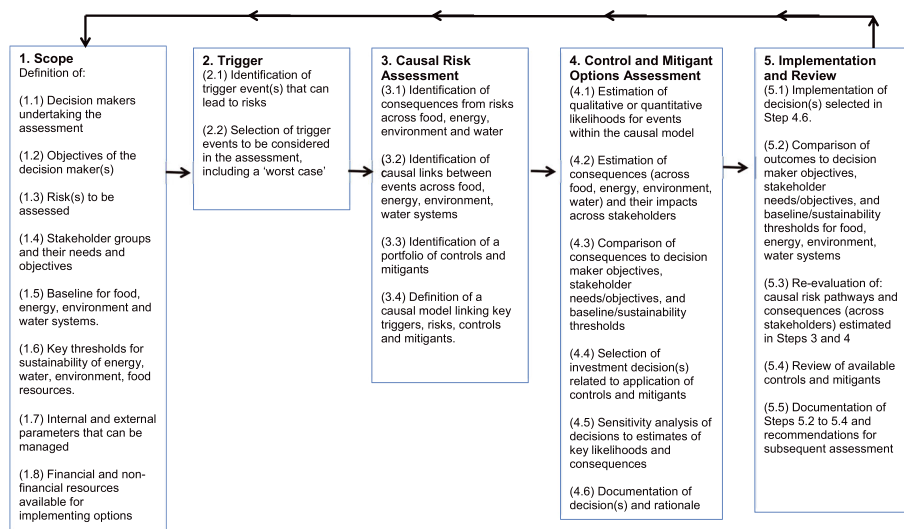 1. Scope
Definition of:
(1.1) Decision makers
undertaking the
assessment
(1.2) Objectives of the
decision maker(s)
(1.3) Risk(s) to be
assessed
(1.4) Stakeholder groups
and their needs and
objectives
(1.5) Baseline for food,
energy, environment and
water systems.
(1.6) Key thresholds for
sustainability of energy,
water, environment, food
resources.
(1.7) Internal and external
parameters that can be
managed
(1.8) Financial and non-
financial resources
available for
implementing options
2. Trigger
(2.1) Identification of
trigger event(s) that can
lead to risks
(2.2) Selection of trigger
events to be considered
in the assessment,
including a ‘worst case’
3. Causal Risk
Assessment
(3.1) Identification of
consequences from risks
across food, energy,
environment and water
(3.2) Identification of
causal links between
events across food,
energy, environment,
water systems
(3.3) Identification of a
portfolio of controls and
mitigants
(3.4) Definition of a
causal model linking key
triggers, risks, controls
and mitigants.
4. Control and Mitigant
Options Assessment
(4.1) Estimation of
qualitative or quantitative
likelihoods for events
within the causal model
(4.2) Estimation of
consequences (across
food, energy, environment,
water) and their impacts
across stakeholders
(4.3) Comparison of
consequences to decision
maker objectives,
stakeholder
needs/objectives, and
baseline/sustainability
thresholds
(4.4) Selection of
investment decision(s)
related to application of
controls and mitigants
(4.5) Sensitivity analysis of
decisions to estimates of
key likelihoods and
consequences
(4.6) Documentation of
decision(s) and rationale
5. Implementation
and Review
(5.1) Implementation of
decision(s) selected in
Step 4.6.
(5.2) Comparison of
outcomes to decision
maker objectives,
stakeholder
needs/objectives, and
baseline/sustainability
thresholds for food,
energy, environment,
water systems
(5.3) Re-evaluation of:
causal risk pathways and
consequences (across
stakeholders) estimated
in Steps 3 and 4
(5.4) Review of available
controls and mitigants
(5.5) Documentation of
Steps 5.2 to 5.4 and
recommendations for
subsequent assessment